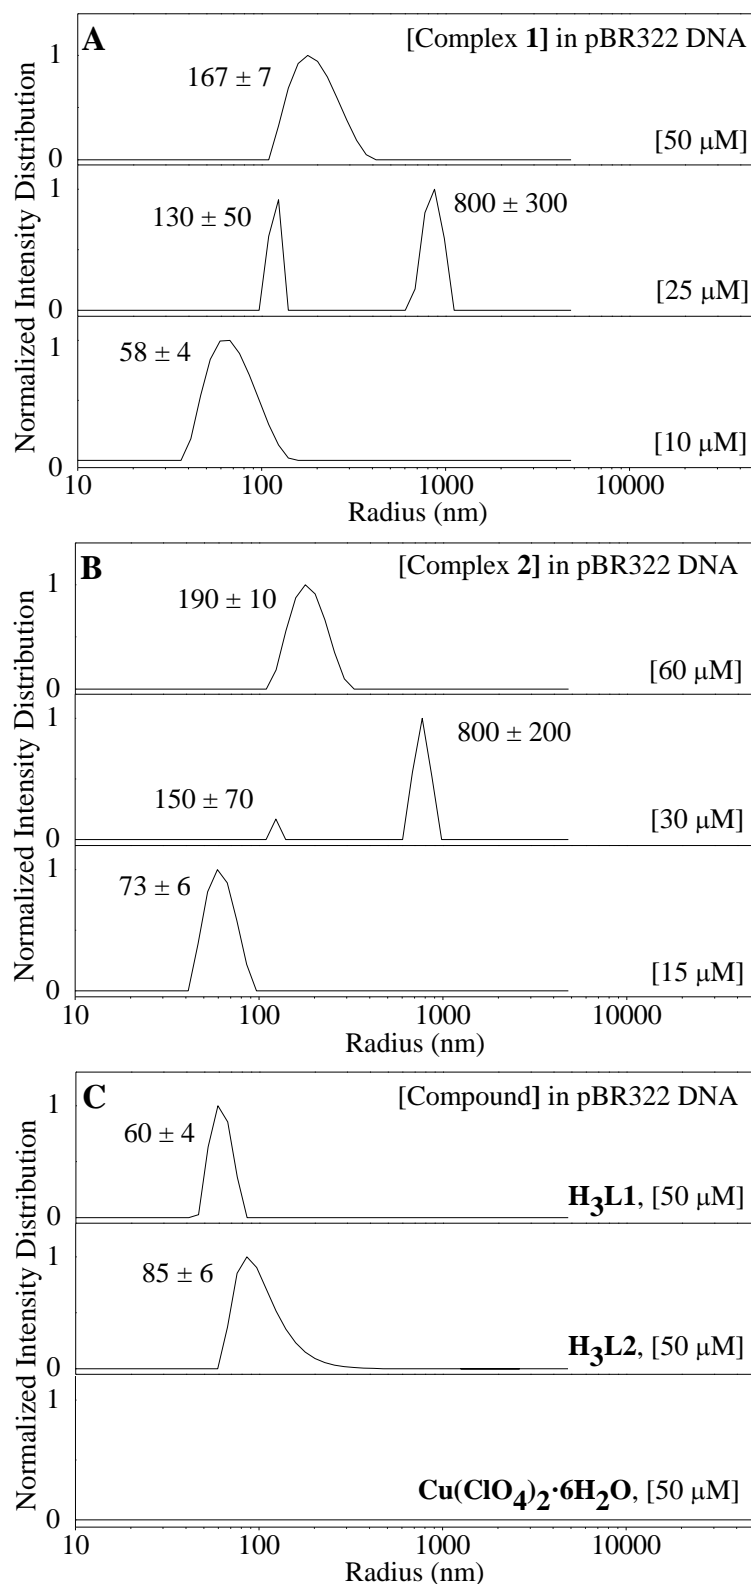 A [Complex 1] in pBR322 DNA
Normalized Intensity Distribution
1
167 ± 7
0
[50 μM]
130 ± 50
800 ± 300
0
[25 μM]
1
58 ± 4
0
[10 μM]
10 100 1000 10000
Radius (nm)
B [Complex 2] in pBR322 DNA
Normalized Intensity Distribution
1
190 ± 10
0
[60 μM]
1
800 ± 200
150 ± 70
0
[30 μM]
1
73 ± 6
0
[15 μM]
10 100 1000 10000
Radius (nm)
C [Compound] in pBR322 DNA
Normalized Intensity Distribution
1
60 ± 4
0
H3L1, [50 μM]
1
85 ± 6
0
H3L2, [50 μM]
1
Cu(ClO4)2·6H2O, [50 μM]
0
10 100 1000 10000
Radius (nm)